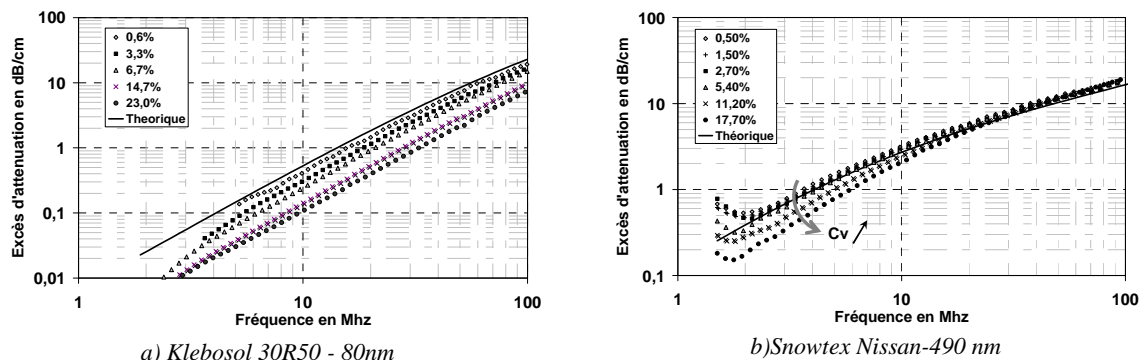 Excès d'attenuation en dB/cm
100
10
1
0,1
0,01
0,6%
3,3%
6,7%
14,7%
23,0%
Theorique
1
10
100
Fréquence en Mhz
a) Klebosol 30R50 - 80nm
Excès d'attenuation en dB/cm
100
10
1
0,1
0,50%
1,50%
2,70%
5,40%
11,20%
17,70%
Théorique
Cv
1
10
100
Fréquence en Mhz
b)Snowtex Nissan-490 nm